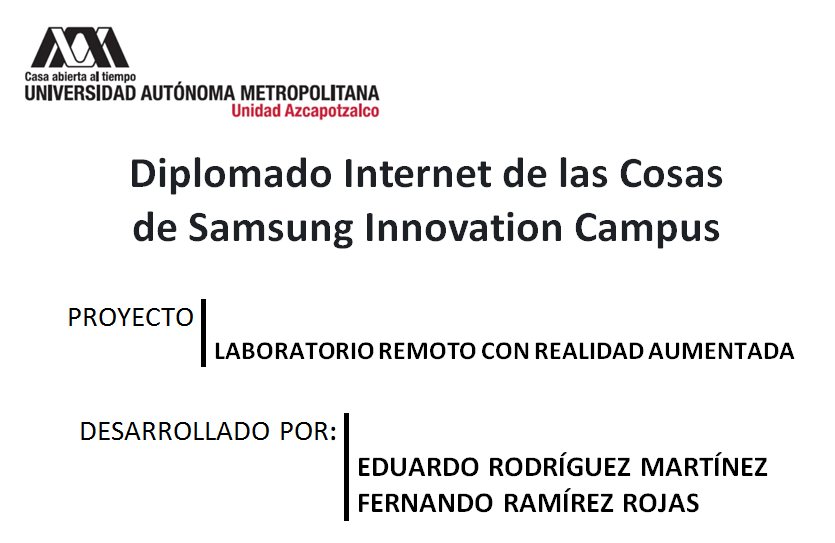 Casa abierta al tiempo
UNIVERSIDAD AUTÓNOMA METROPOLITANA
Unidad Azcapotzalco
Diplomado Internet de las Cosas
de Samsung Innovation Campus
PROYECTO
LABORATORIO REMOTO CON REALIDAD AUMENTADA
DESARROLLADO POR:
EDUARDO RODRÍGUEZ MARTÍNEZ
FERNANDO RAMÍREZ ROJAS